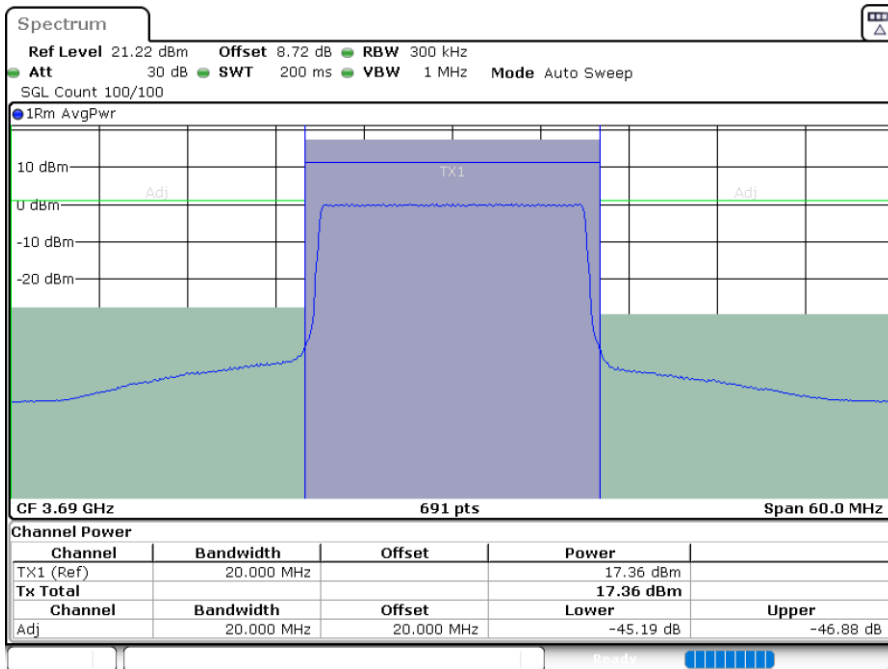 Spectrum
Ref Level 21.22 dBm Offset 8.72 dB RBW 300 kHz
Att 30 dB SWT 200 ms VBW 1 MHz Mode Auto Sweep
SGL Count 100/100
1Rm AvgPwr
10 dBm
TX1
Adj Adj
0 dBm
-10 dBm
-20 dBm
CF 3.69 GHz 691 pts Span 60.0 MHz
Channel Power
Channel Bandwidth Offset Power
TX1 (Ref) 20.000 MHz 17.36 dBm
Tx Total 17.36 dBm
Channel Bandwidth Offset Lower Upper
Adj 20.000 MHz 20.000 MHz -45.19 dB -46.88 dB
Ready